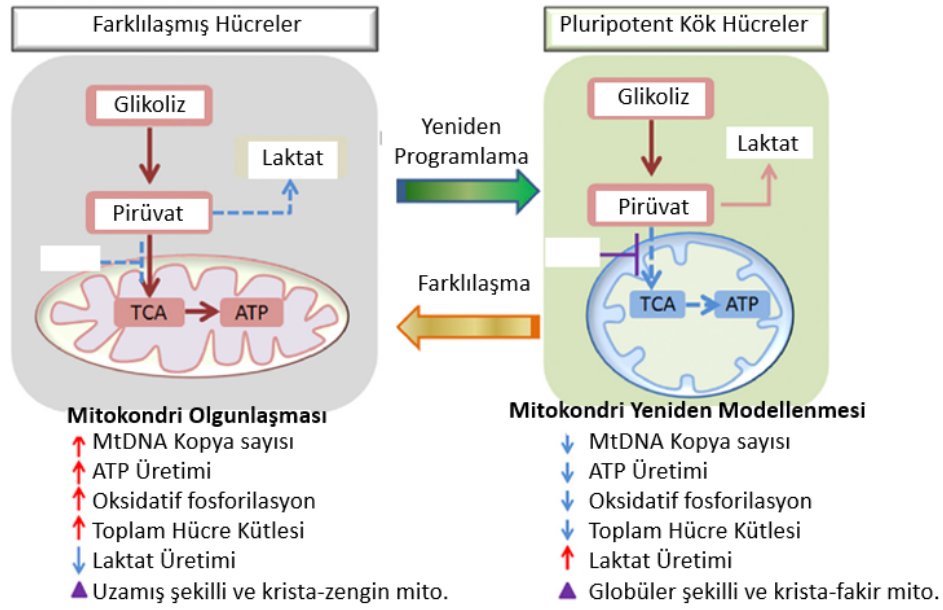 Farklılaşmış Hücreler
Glikoliz
Laktat
Pirüvat
TCA
ATP
Yeniden
Programlama
Farklılaşma
Pluripotent Kök Hücreler
Glikoliz
Laktat
Pirüvat
TCA
ATP
Mitokondri Olgunlaşması
MtDNA Kopya sayısı
ATP Üretimi
Oksidatif fosforilasyon
Toplam Hücre Kütlesi
Laktat Üretimi
Uzamış şekilli ve krista-zengin mito.
Mitokondri Yeniden Modellenmesi
MtDNA Kopya sayısı
ATP Üretimi
Oksidatif fosforilasyon
Toplam Hücre Kütlesi
Laktat Üretimi
Globüler şekilli ve krista-fakir mito.